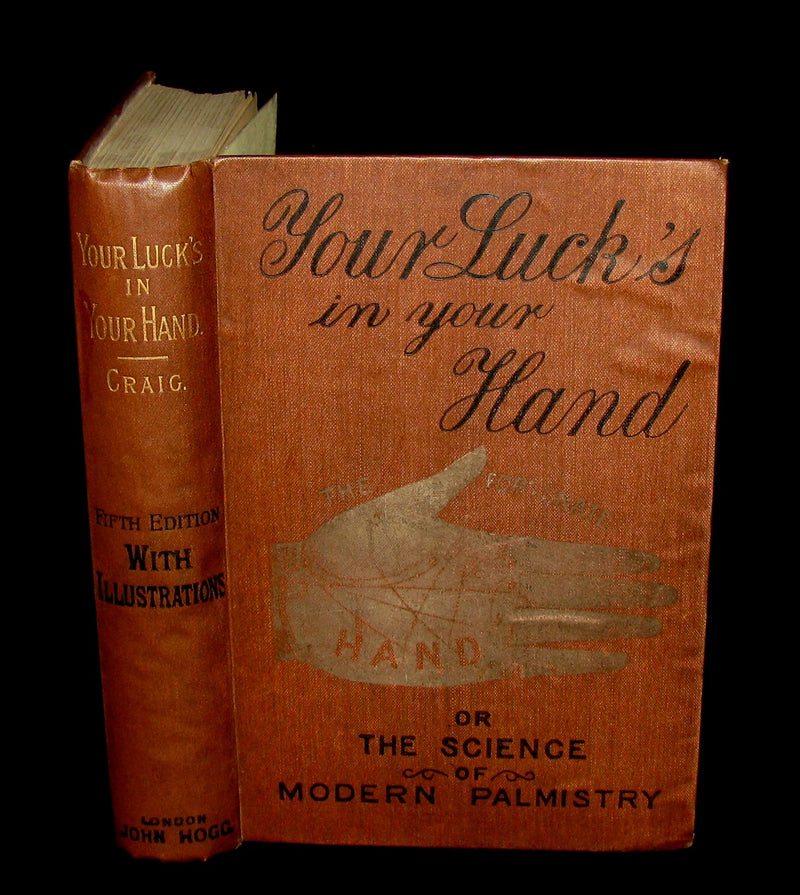 YOUR LUCK'S
IN
YOUR HAND.
CRAIG.
FIFTH EDITION
WITH
ILLUSTRATIONS
LONDON
JOHN HOGG.
Your Luck's
in your
Hand
THE FORTUNATE
HAND
OR
THE SCIENCE
OF
MODERN PALMISTRY